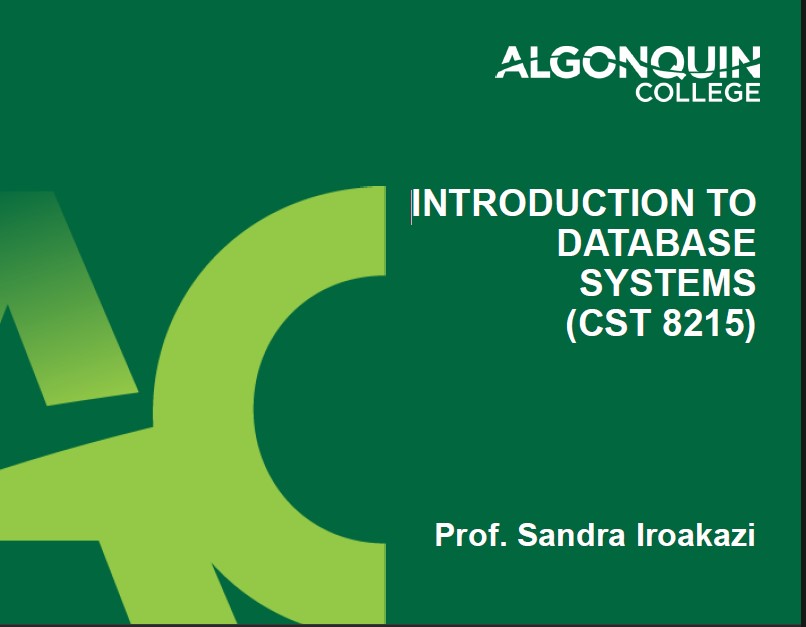 ALGONQUIN
COLLEGE
INTRODUCTION TO
DATABASE
SYSTEMS
(CST 8215)
Prof. Sandra Iroakazi